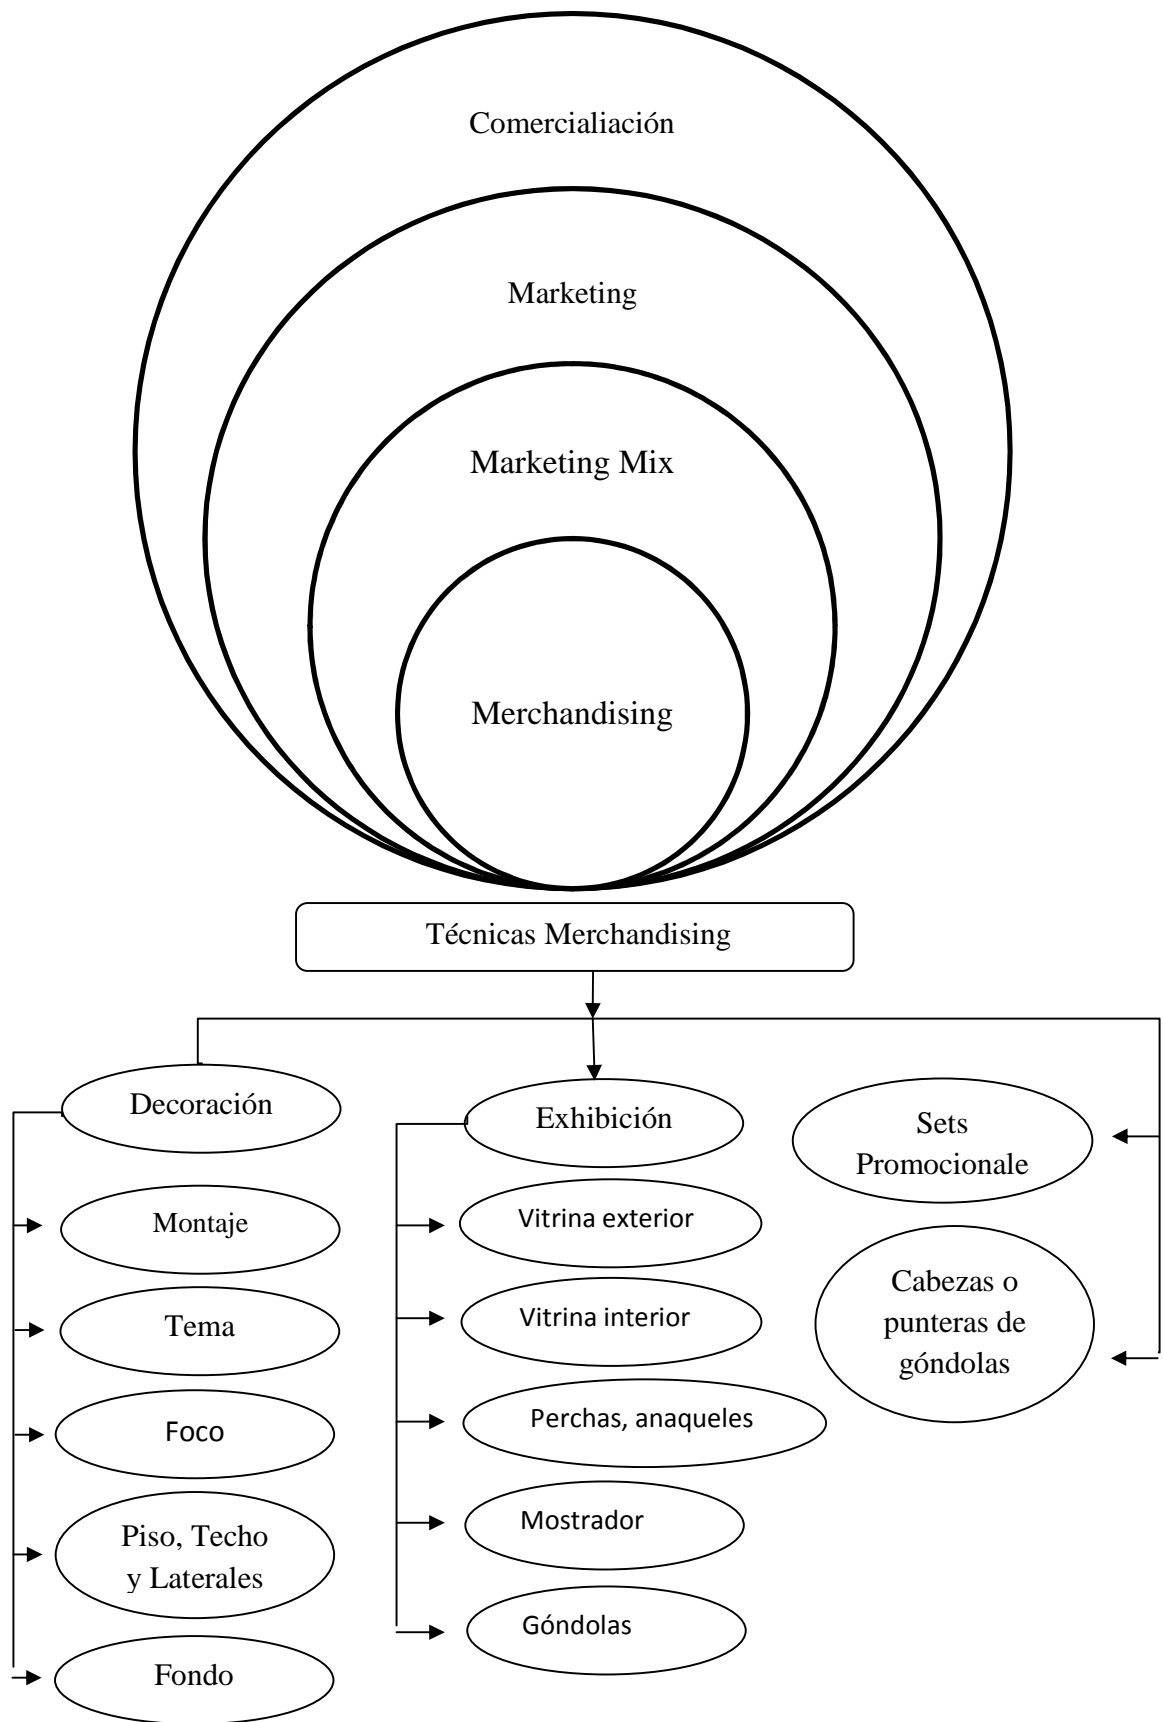 Comercialiación
Marketing
Marketing Mix
Merchandising
Técnicas Merchandising
Decoración
Montaje
Tema
Foco
Piso, Techo
y Laterales
Fondo
Exhibición
Vitrina exterior
Vitrina interior
Perchas, anaqueles
Mostrador
Góndolas
Sets
Promocionale
Cabezas o
punteras de
góndolas